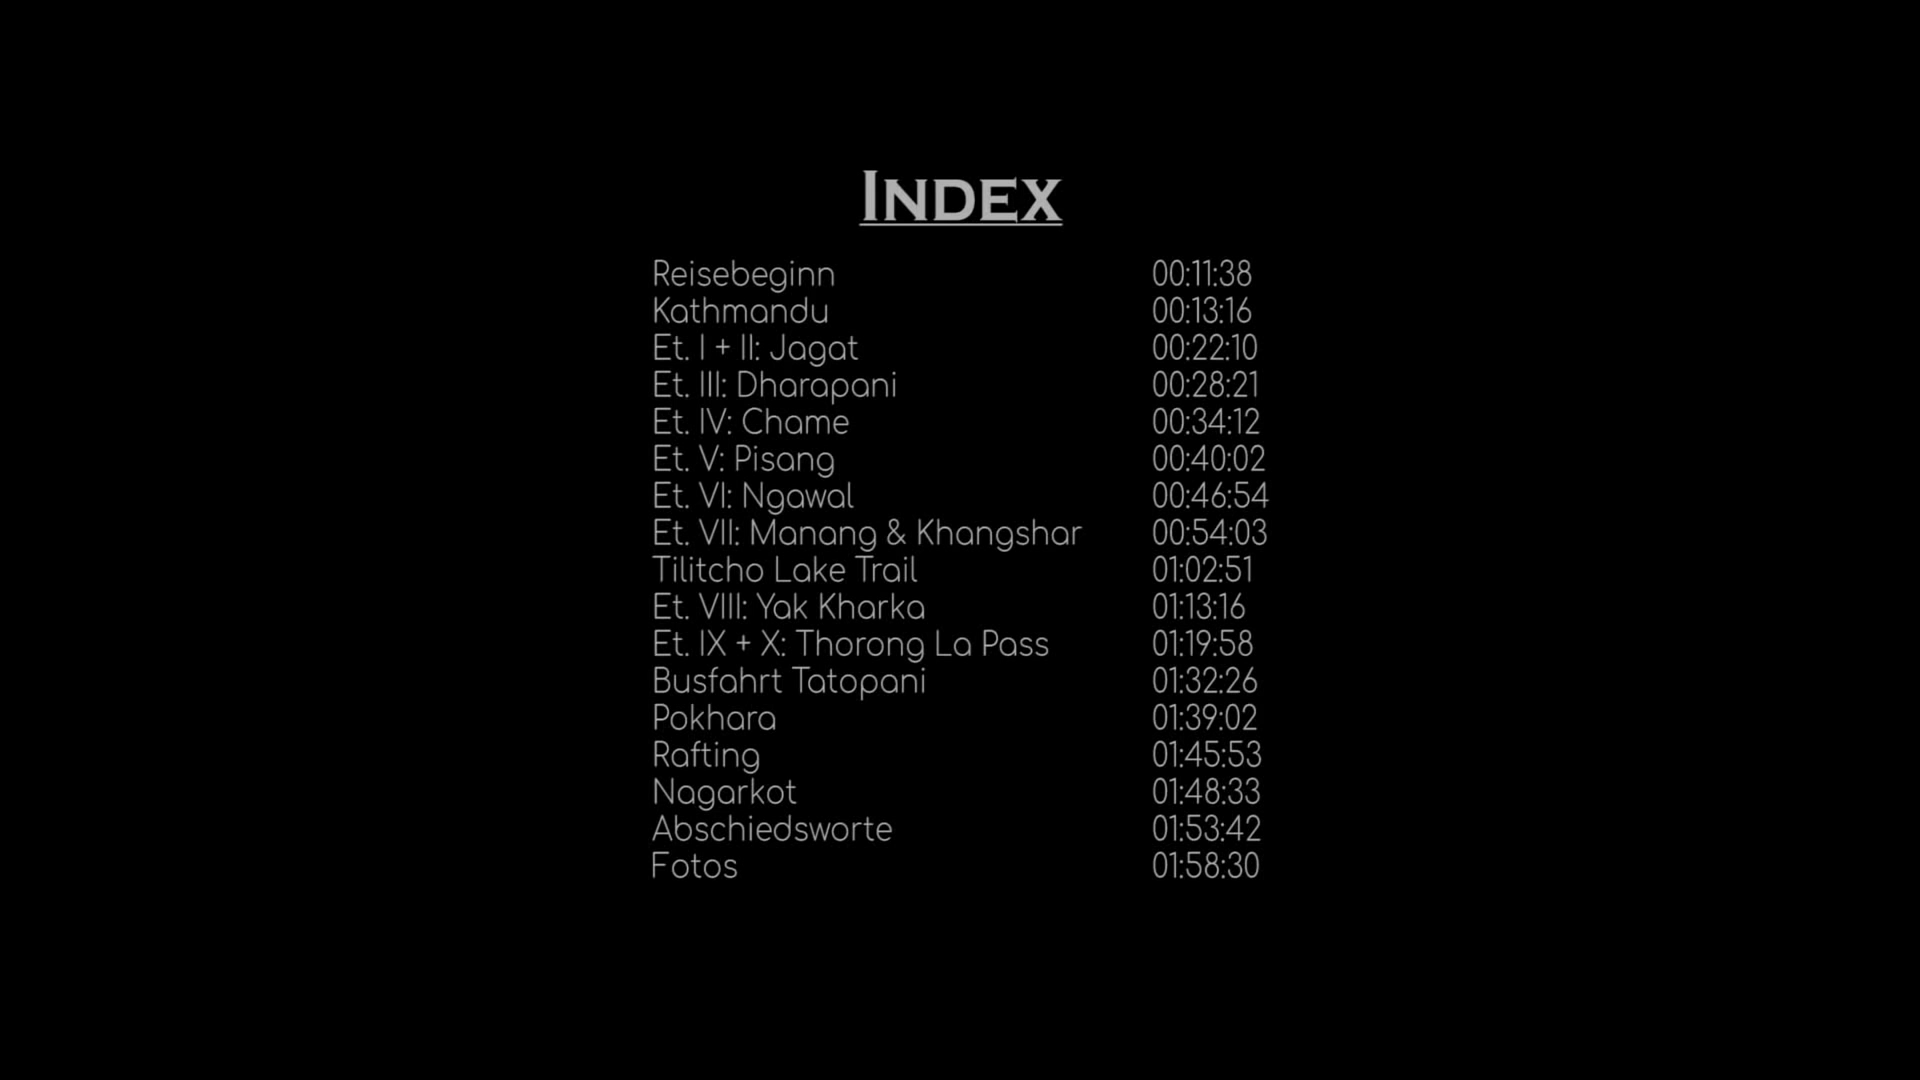 Index
Reisebeginn 00:11:38
Kathmandu 00:13:16
Et. I + II: Jagat 00:22:10
Et. III: Dharapani 00:28:21
Et. IV: Chame 00:34:12
Et. V: Pisang 00:40:02
Et. VI: Ngawal 00:46:54
Et. VII: Manang & Khangshar 00:54:03
Tilitcho Lake Trail 01:02:51
Et. VIII: Yak Kharka 01:13:16
Et. IX + X: Thorong La Pass 01:19:58
Busfahrt Tatopani 01:32:26
Pokhara 01:39:02
Rafting 01:45:53
Nagarkot 01:48:33
Abschiedsworte 01:53:42
Fotos 01:58:30